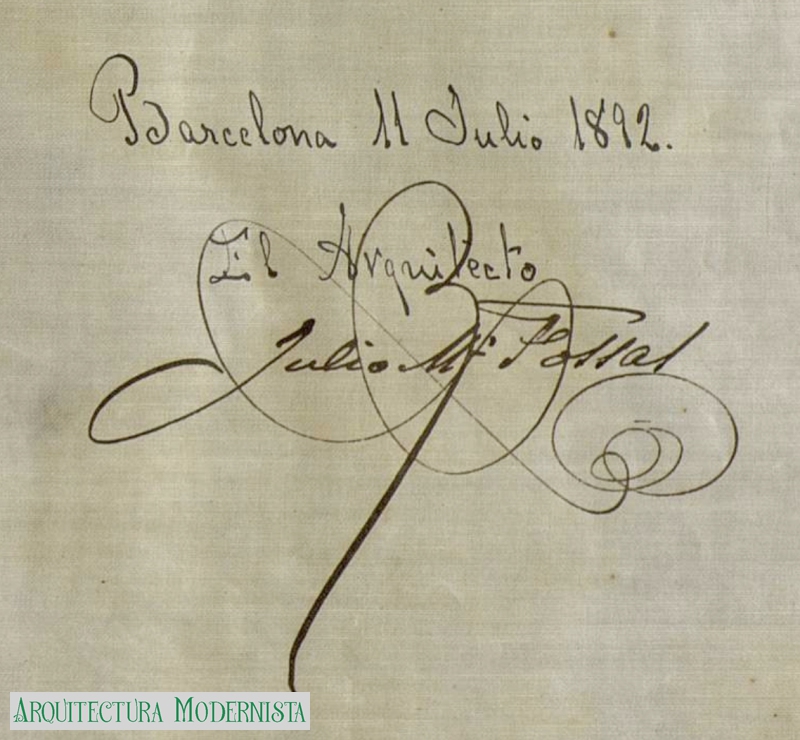 Barcelona 11 Julio 1892.
El Arquitecto
Julio Mª Fossas
ARQUITECTURA MODERNISTA